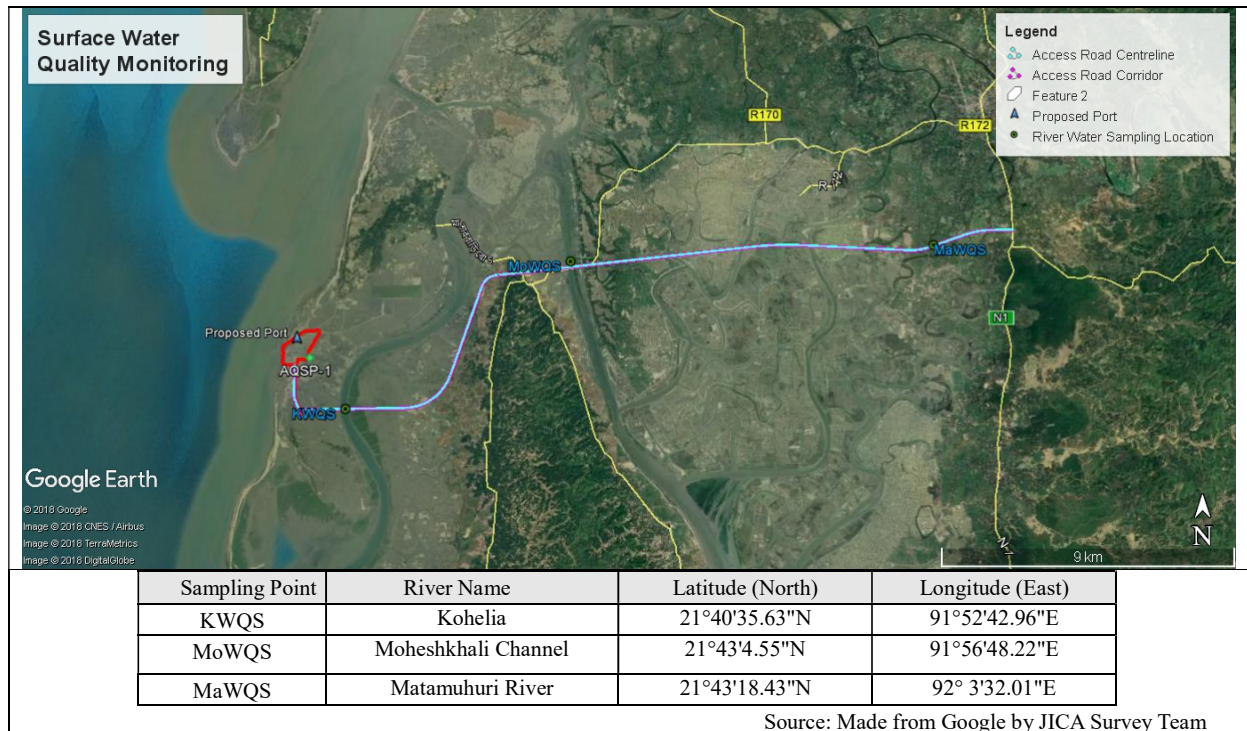 Surface Water
Quality Monitoring
Legend
Access Road Centreline
Access Road Corridor
Feature 2
Proposed Port
River Water Sampling Location
R170
R172
MoWQS
MaWQS
N1
Proposed Port
AQSP-1
KWQS
Google Earth
© 2018 Google
Image © 2018 CNES / Airbus
Image © 2018 TerraMetrics
Image © 2018 DigitalGlobe
N
9 km
Sampling Point River Name Latitude (North) Longitude (East)
KWQS Kohelia 21°40'35.63"N 91°52'42.96"E
MoWQS Moheshkhali Channel 21°43'4.55"N 91°56'48.22"E
MaWQS Matamuhuri River 21°43'18.43"N 92° 3'32.01"E
Source: Made from Google by JICA Survey Team